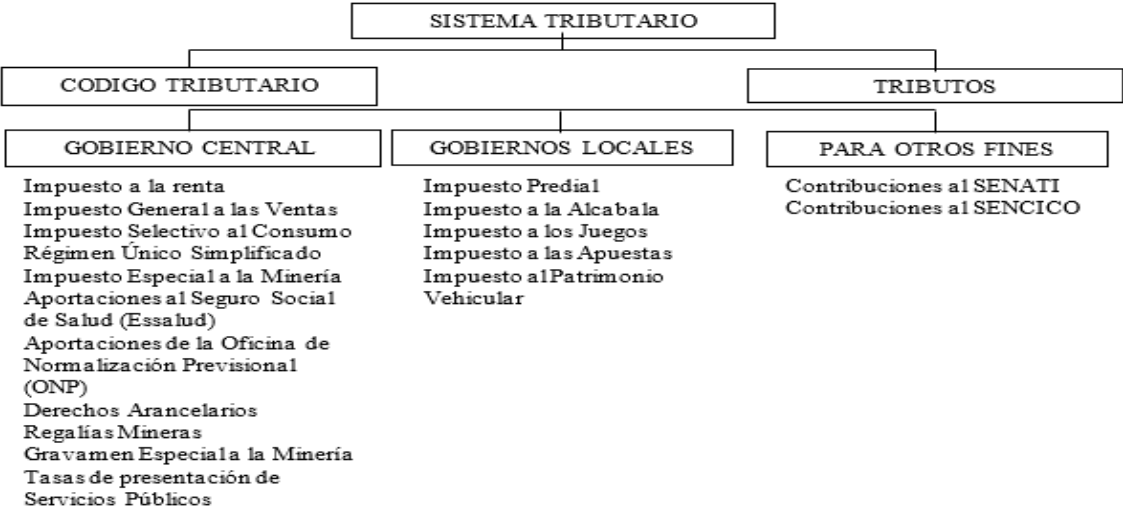 SISTEMA TRIBUTARIO
CODIGO TRIBUTARIO
TRIBUTOS
GOBIERNO CENTRAL
Impuesto a la renta
Impuesto General a las Ventas
Impuesto Selectivo al Consumo
Régimen Único Simplificado
Impuesto Especial a la Minería
Aportaciones al Seguro Social
de Salud (Essalud)
Aportaciones de la Oficina de
Normalización Previsional
(ONP)
Derechos Arancelarios
Regalías Mineras
Gravamen Especial a la Minería
Tasas de presentación de
Servicios Públicos
GOBIERNOS LOCALES
Impuesto Predial
Impuesto a la Alcabala
Impuesto a los Juegos
Impuesto a las Apuestas
Impuesto al Patrimonio
Vehicular
PARA OTROS FINES
Contribuciones al SENATI
Contribuciones al SENCICO